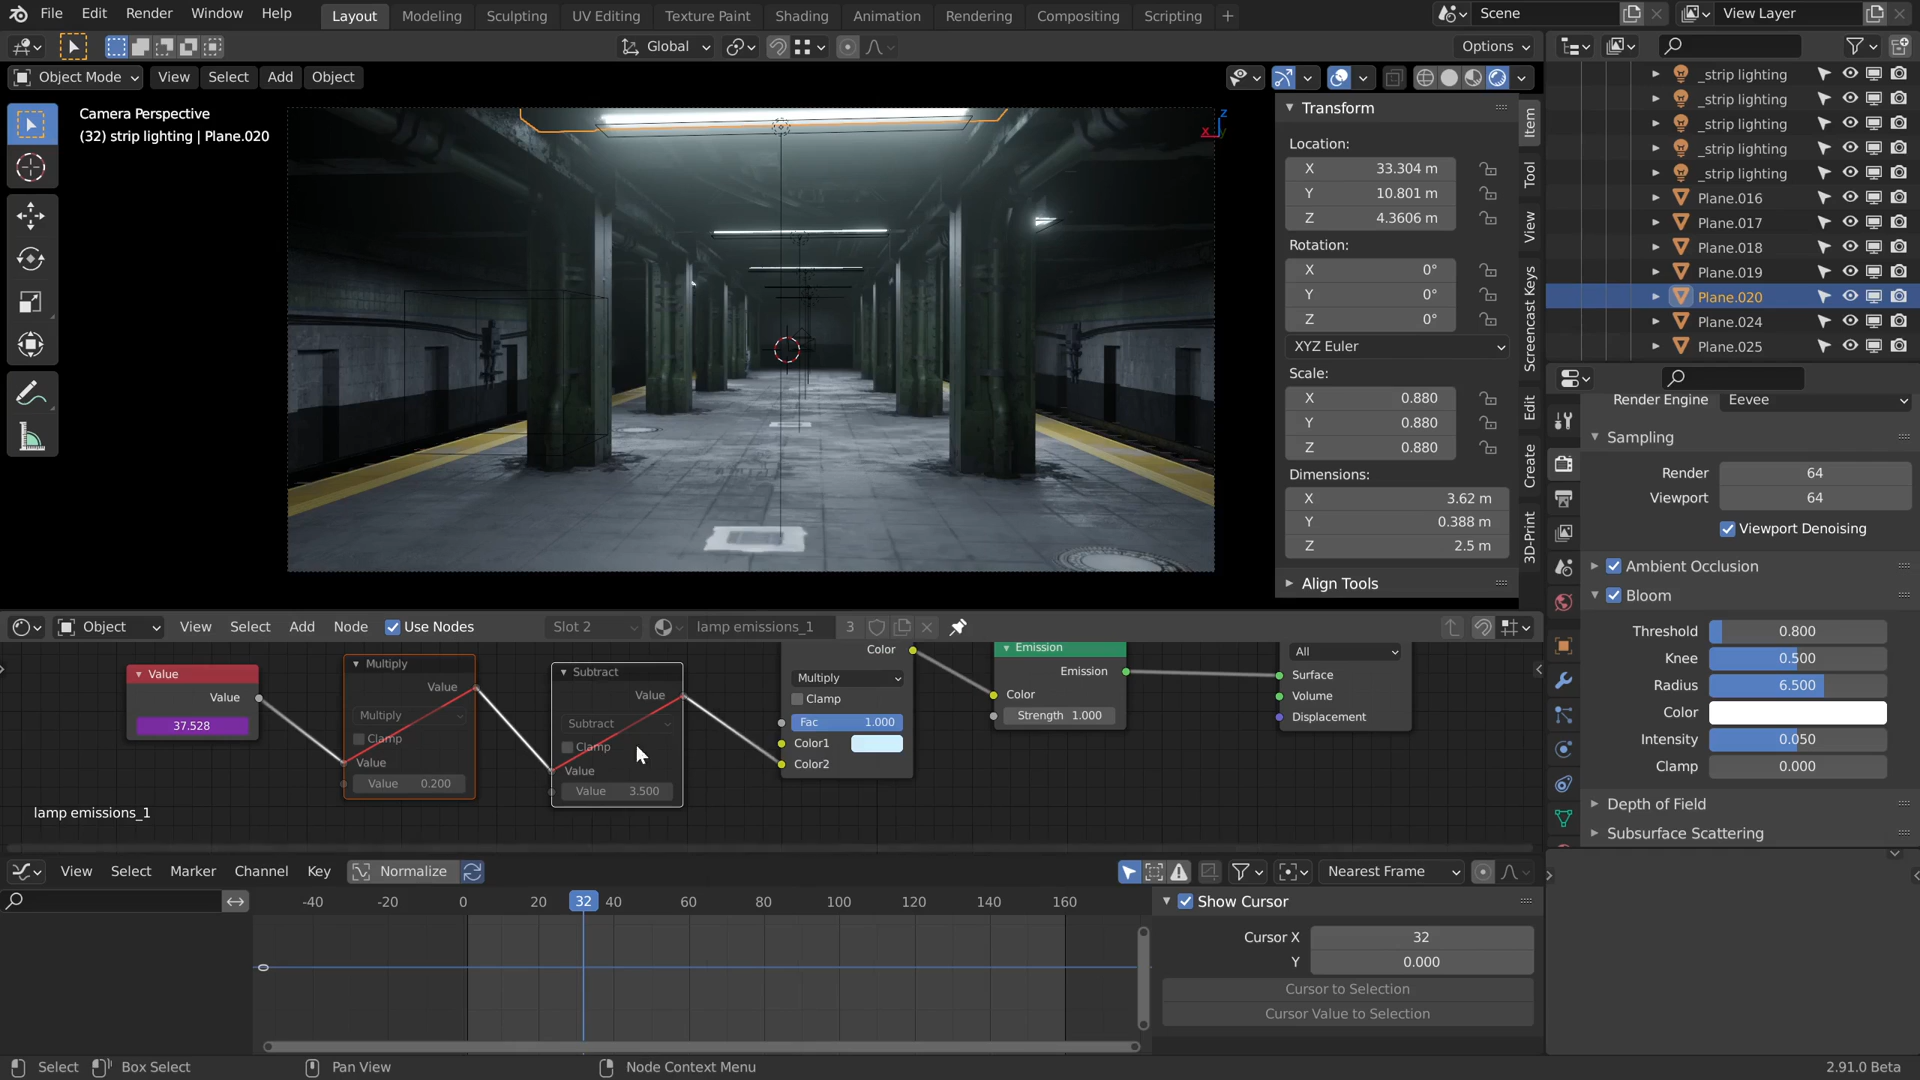 File Edit Render Window Help Layout Modeling Sculpting UV Editing Texture Paint Shading Animation Rendering Compositing Scripting + Scene View Layer
Global Options
Object Mode View Select Add Object
Camera Perspective
(32) strip lighting | Plane.020
Z
X Y
Transform
Location:
X 33.304 m
Y 10.801 m
Z 4.3606 m
Rotation:
X 0°
Y 0°
Z 0°
XYZ Euler
Scale:
X 0.880
Y 0.880
Z 0.880
Dimensions:
X 3.62 m
Y 0.388 m
Z 2.5 m
Align Tools
Item
Tool
View
Screencast Keys
Edit
Create
3D-Print
_strip lighting
_strip lighting
_strip lighting
_strip lighting
_strip lighting
Plane.016
Plane.017
Plane.018
Plane.019
Plane.020
Plane.024
Plane.025
Render Engine Eevee
Sampling
Render 64
Viewport 64
Viewport Denoising
Ambient Occlusion
Bloom
Threshold 0.800
Knee 0.500
Radius 6.500
Color
Intensity 0.050
Clamp 0.000
Depth of Field
Subsurface Scattering
Object View Select Add Node Use Nodes Slot 2 lamp emissions_1 3
Value
Value
37.528
Multiply
Value
Multiply
Clamp
Value
Value 0.200
Subtract
Value
Subtract
Clamp
Value
Value 3.500
Color
Multiply
Clamp
Fac 1.000
Color1
Color2
Emission
Emission
Color
Strength 1.000
All
Surface
Volume
Displacement
lamp emissions_1
View Select Marker Channel Key Normalize Nearest Frame
-40 -20 0 20 32 40 60 80 100 120 140 160
Show Cursor
Cursor X 32
Y 0.000
Cursor to Selection
Cursor Value to Selection
Select Box Select Pan View Node Context Menu 2.91.0 Beta